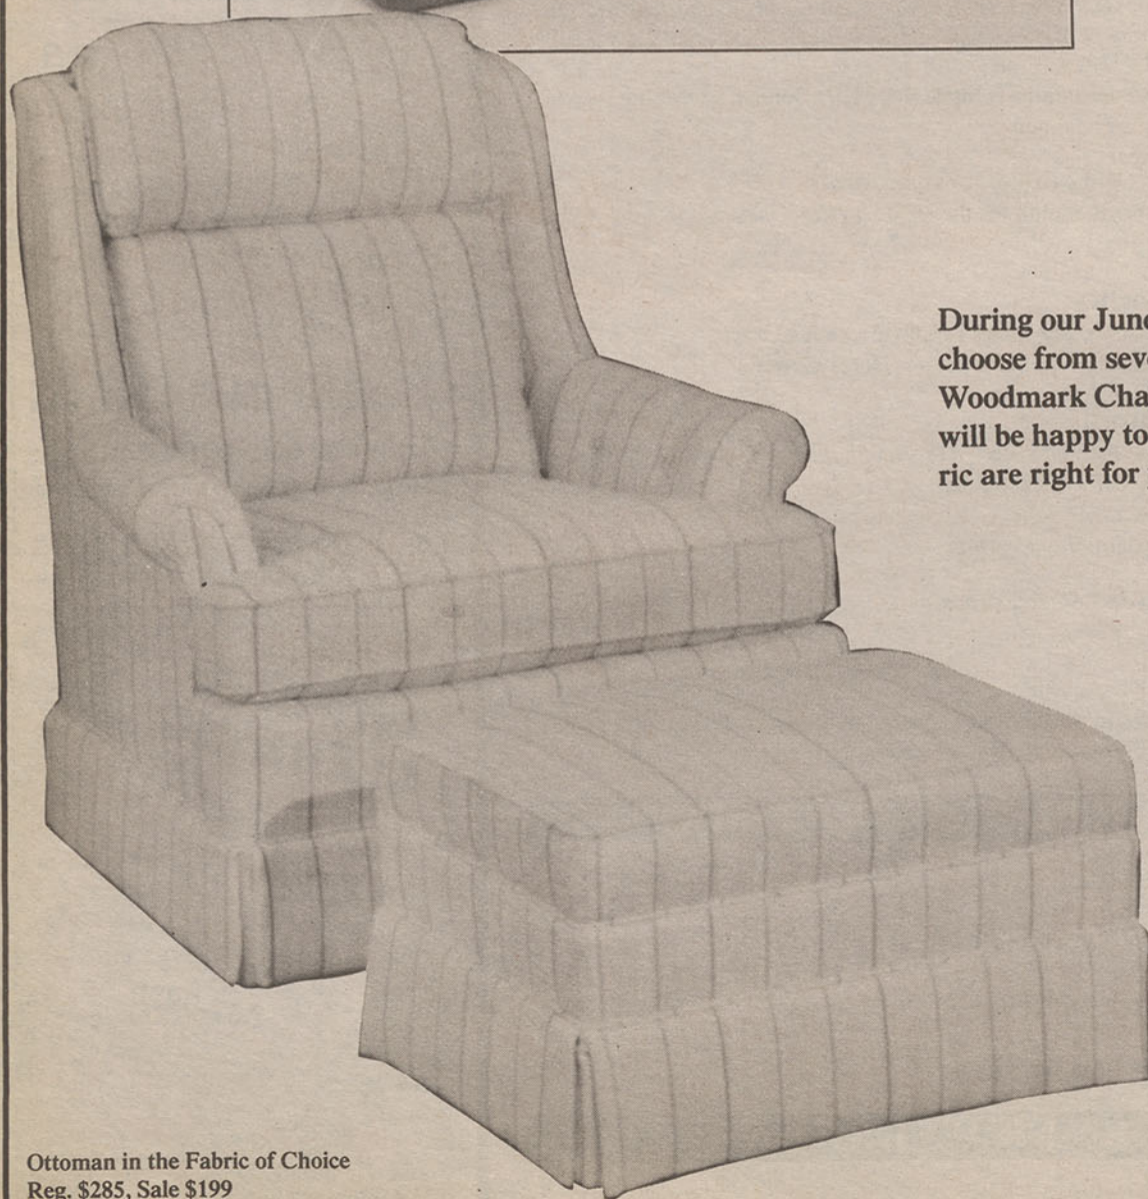 During our June
choose from sev
Woodmark Cha
will be happy to
ric are right for
Ottoman in the Fabric of Choice
Reg. $285, Sale $199